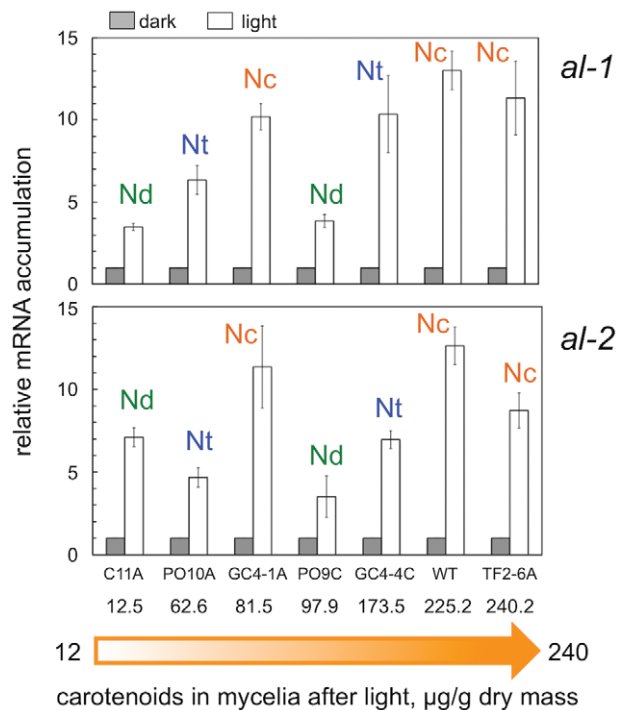 dark light
15
10
5
0
Nd
Nt
Nc
Nd
Nt
Nc
Nc
al-1
relative mRNA accumulation
15
10
5
0
Nd
Nt
Nc
Nd
Nt
Nc
Nc
al-2
C11A PO10A GC4-1A PO9C GC4-4C WT TF2-6A
12.5 62.6 81.5 97.9 173.5 225.2 240.2
12 240
carotenoids in mycelia after light, µg/g dry mass